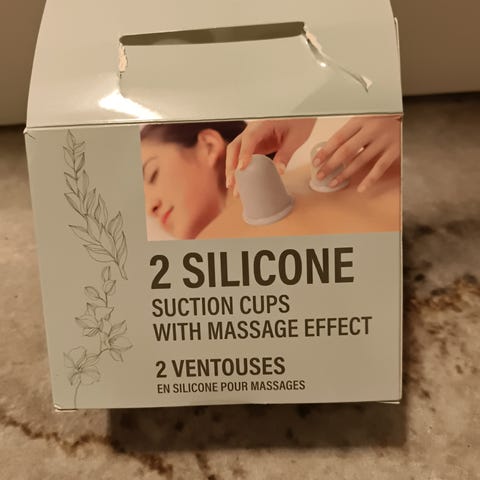 2 SILICONE
SUCTION CUPS
WITH MASSAGE EFFECT
2 VENTOUSES
EN SILICONE POUR MASSAGES